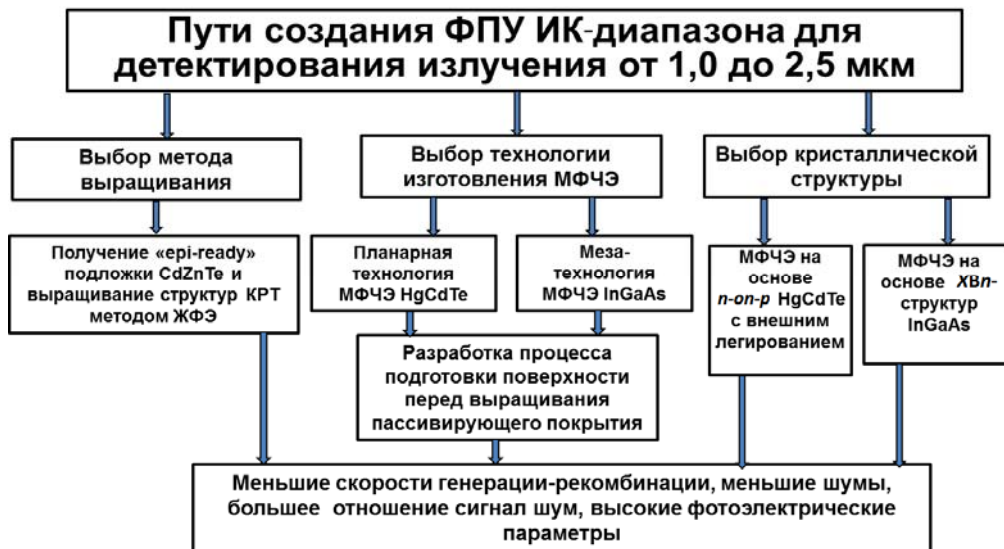 Пути создания ФПУ ИК-диапазона для
детектирования излучения от 1,0 до 2,5 мкм
Выбор метода
выращивания
Выбор технологии
изготовления МФЧЭ
Выбор кристаллической
структуры
Получение «epi-ready»
подложки CdZnTe и
выращивание структур КРТ
методом ЖФЭ
Планарная
технология
МФЧЭ HgCdTe
Меза-
технология
МФЧЭ InGaAs
МФЧЭ на
основе
n-on-p HgCdTe
с внешним
легированием
МФЧЭ на
основе XBn-
структур
InGaAs
Разработка процесса
подготовки поверхности
перед выращивания
пассивирующего покрытия
Меньшие скорости генерации-рекомбинации, меньшие шумы,
большее отношение сигнал шум, высокие фотоэлектрические
параметры